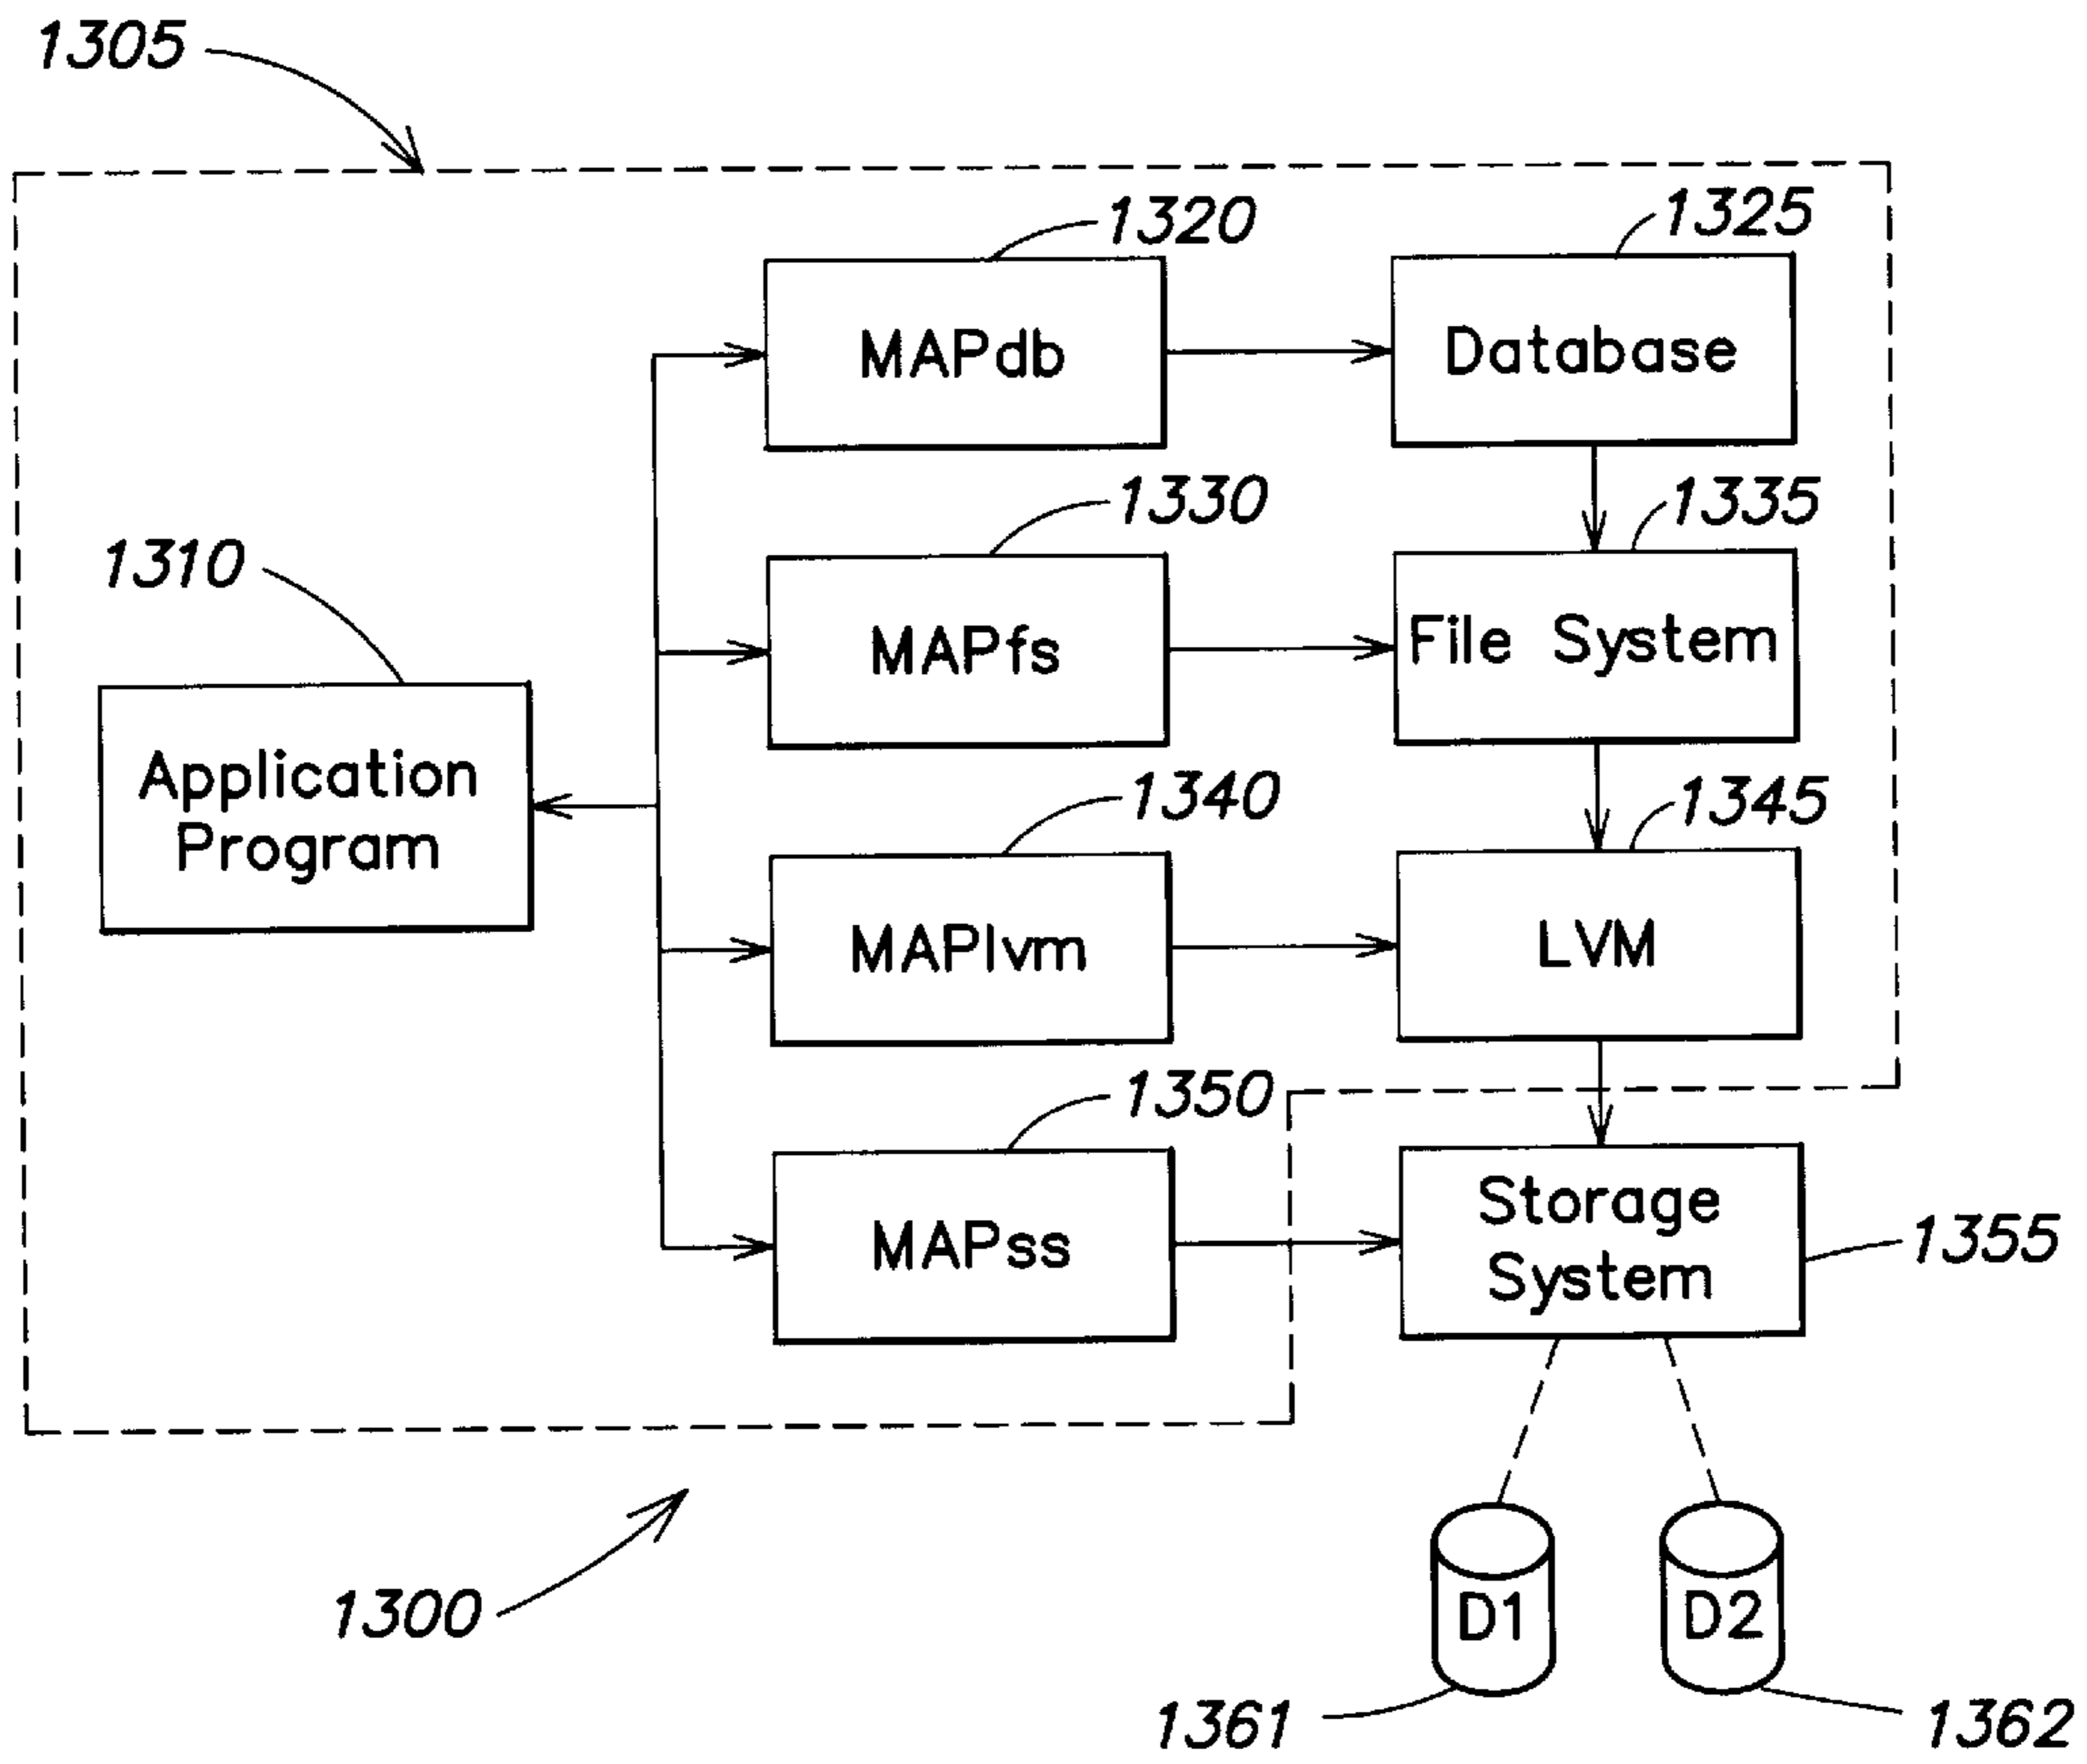 1305
1320
1325
MAPdb
Database
1330
1335
1310
MAPfs
File System
Application
Program
1340
1345
MAPlvm
LVM
1350
MAPss
Storage
System
1355
1300
D1
D2
1361
1362